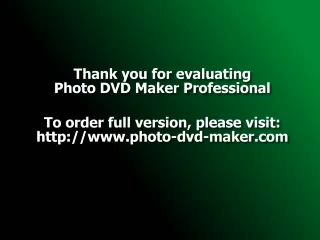 Thank you for evaluating
Photo DVD Maker Professional
To order full version, please visit:
http://www.photo-dvd-maker.com